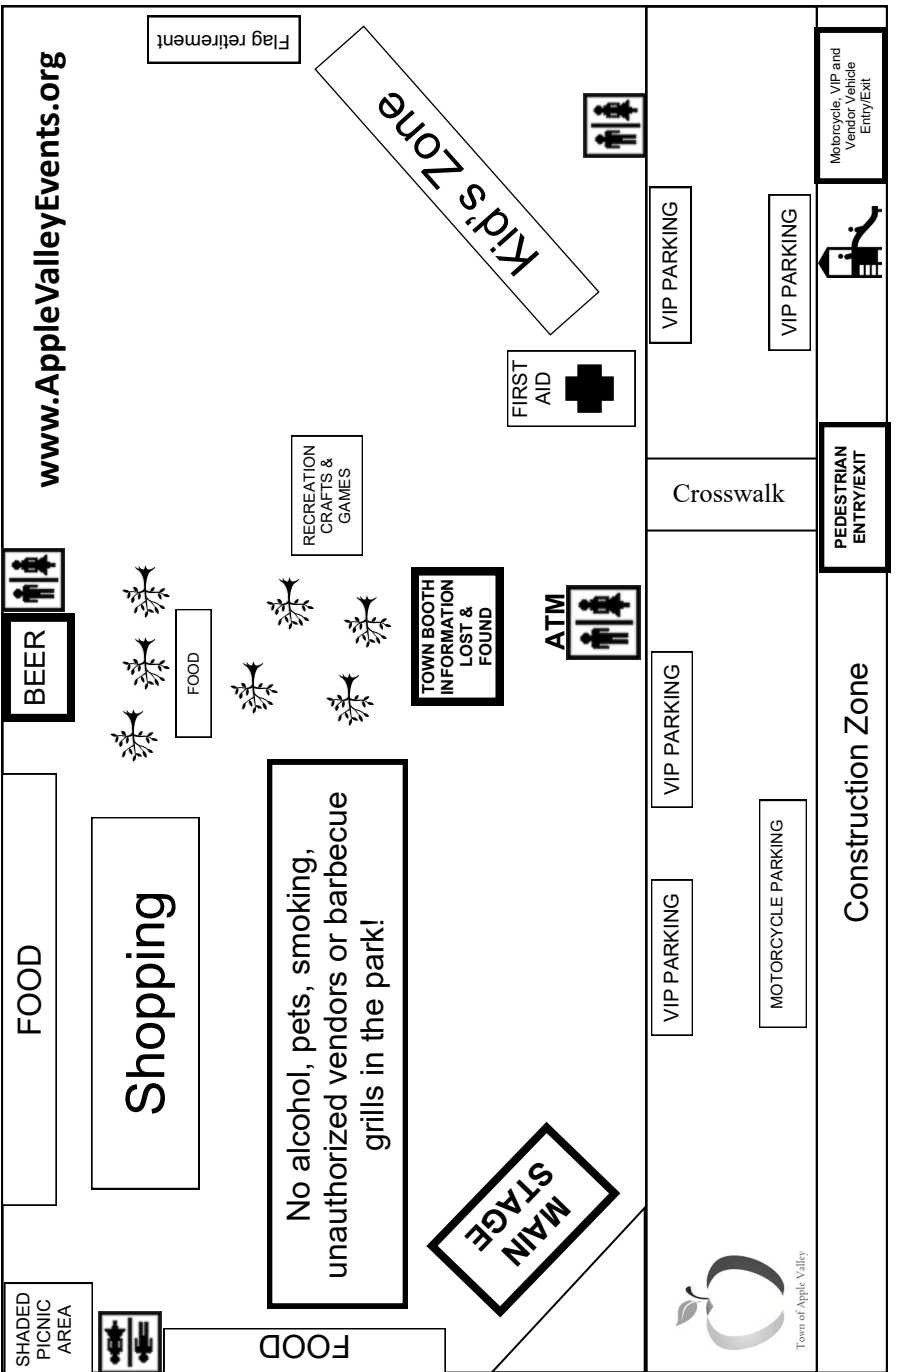 SHADED
PICNIC
AREA
FOOD
BEER
www.AppleValleyEvents.org
Shopping
FOOD
Flag retirement
FOOD
No alcohol, pets, smoking,
unauthorized vendors or barbecue
grills in the park!
RECREATION
CRAFTS &
GAMES
Kid's Zone
TOWN BOOTH
INFORMATION
LOST &
FOUND
MAIN
STAGE
ATM
FIRST
AID
VIP PARKING
VIP PARKING
Crosswalk
VIP PARKING
MOTORCYCLE PARKING
VIP PARKING
Town of Apple Valley
Construction Zone
PEDESTRIAN
ENTRY/EXIT
Motorcycle, VIP and
Vendor Vehicle
Entry/Exit